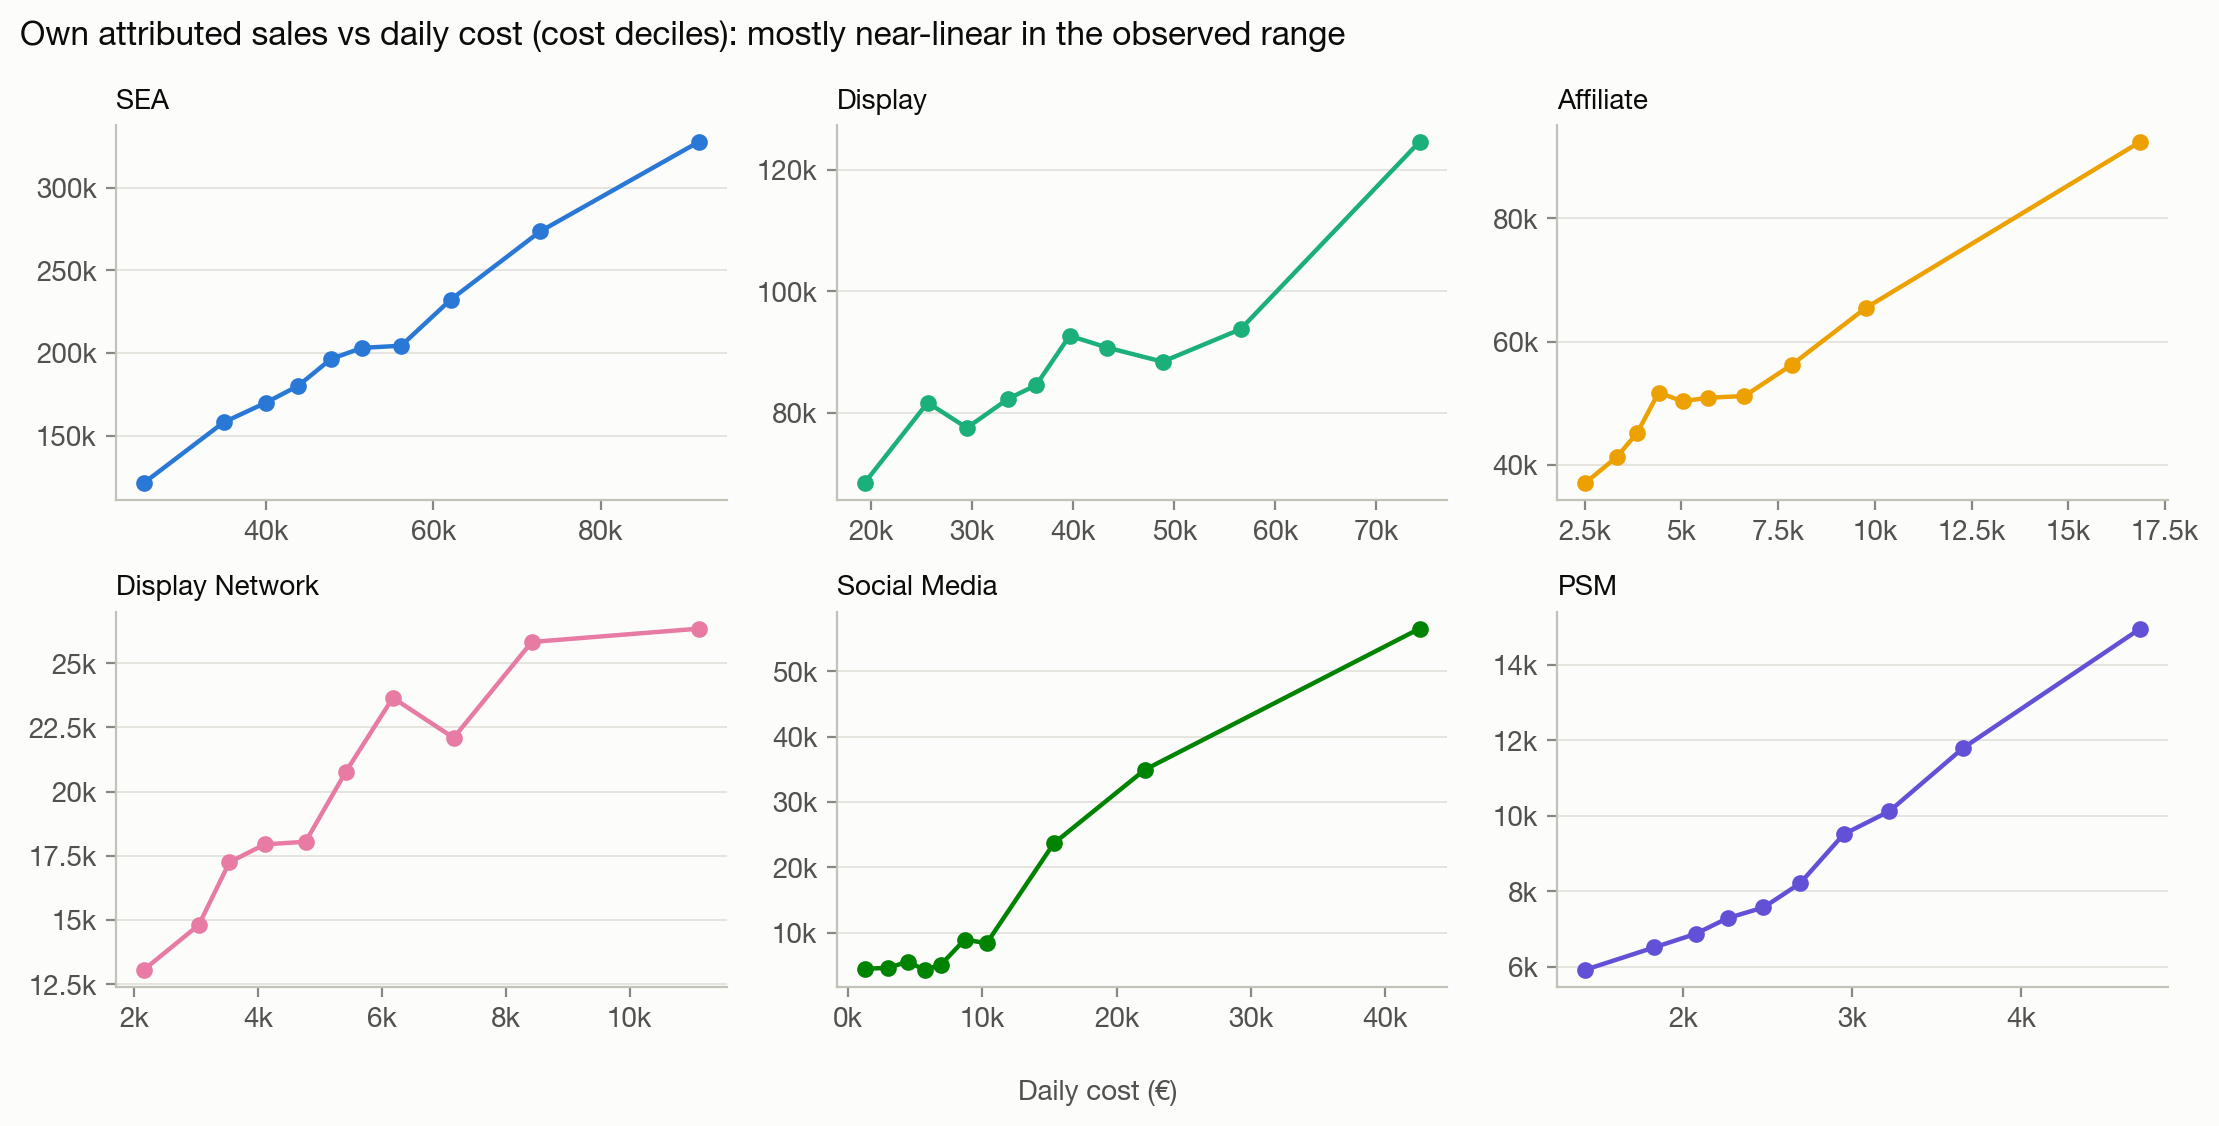 Own attributed sales vs daily cost (cost deciles): mostly near-linear in the observed range
SEA
300k
250k
200k
150k
40k 60k 80k
Display
120k
100k
80k
20k 30k 40k 50k 60k 70k
Affiliate
80k
60k
40k
2.5k 5k 7.5k 10k 12.5k 15k 17.5k
Display Network
25k
22.5k
20k
17.5k
15k
12.5k
2k 4k 6k 8k 10k
Social Media
50k
40k
30k
20k
10k
0k 10k 20k 30k 40k
PSM
14k
12k
10k
8k
6k
2k 3k 4k
Daily cost (€)